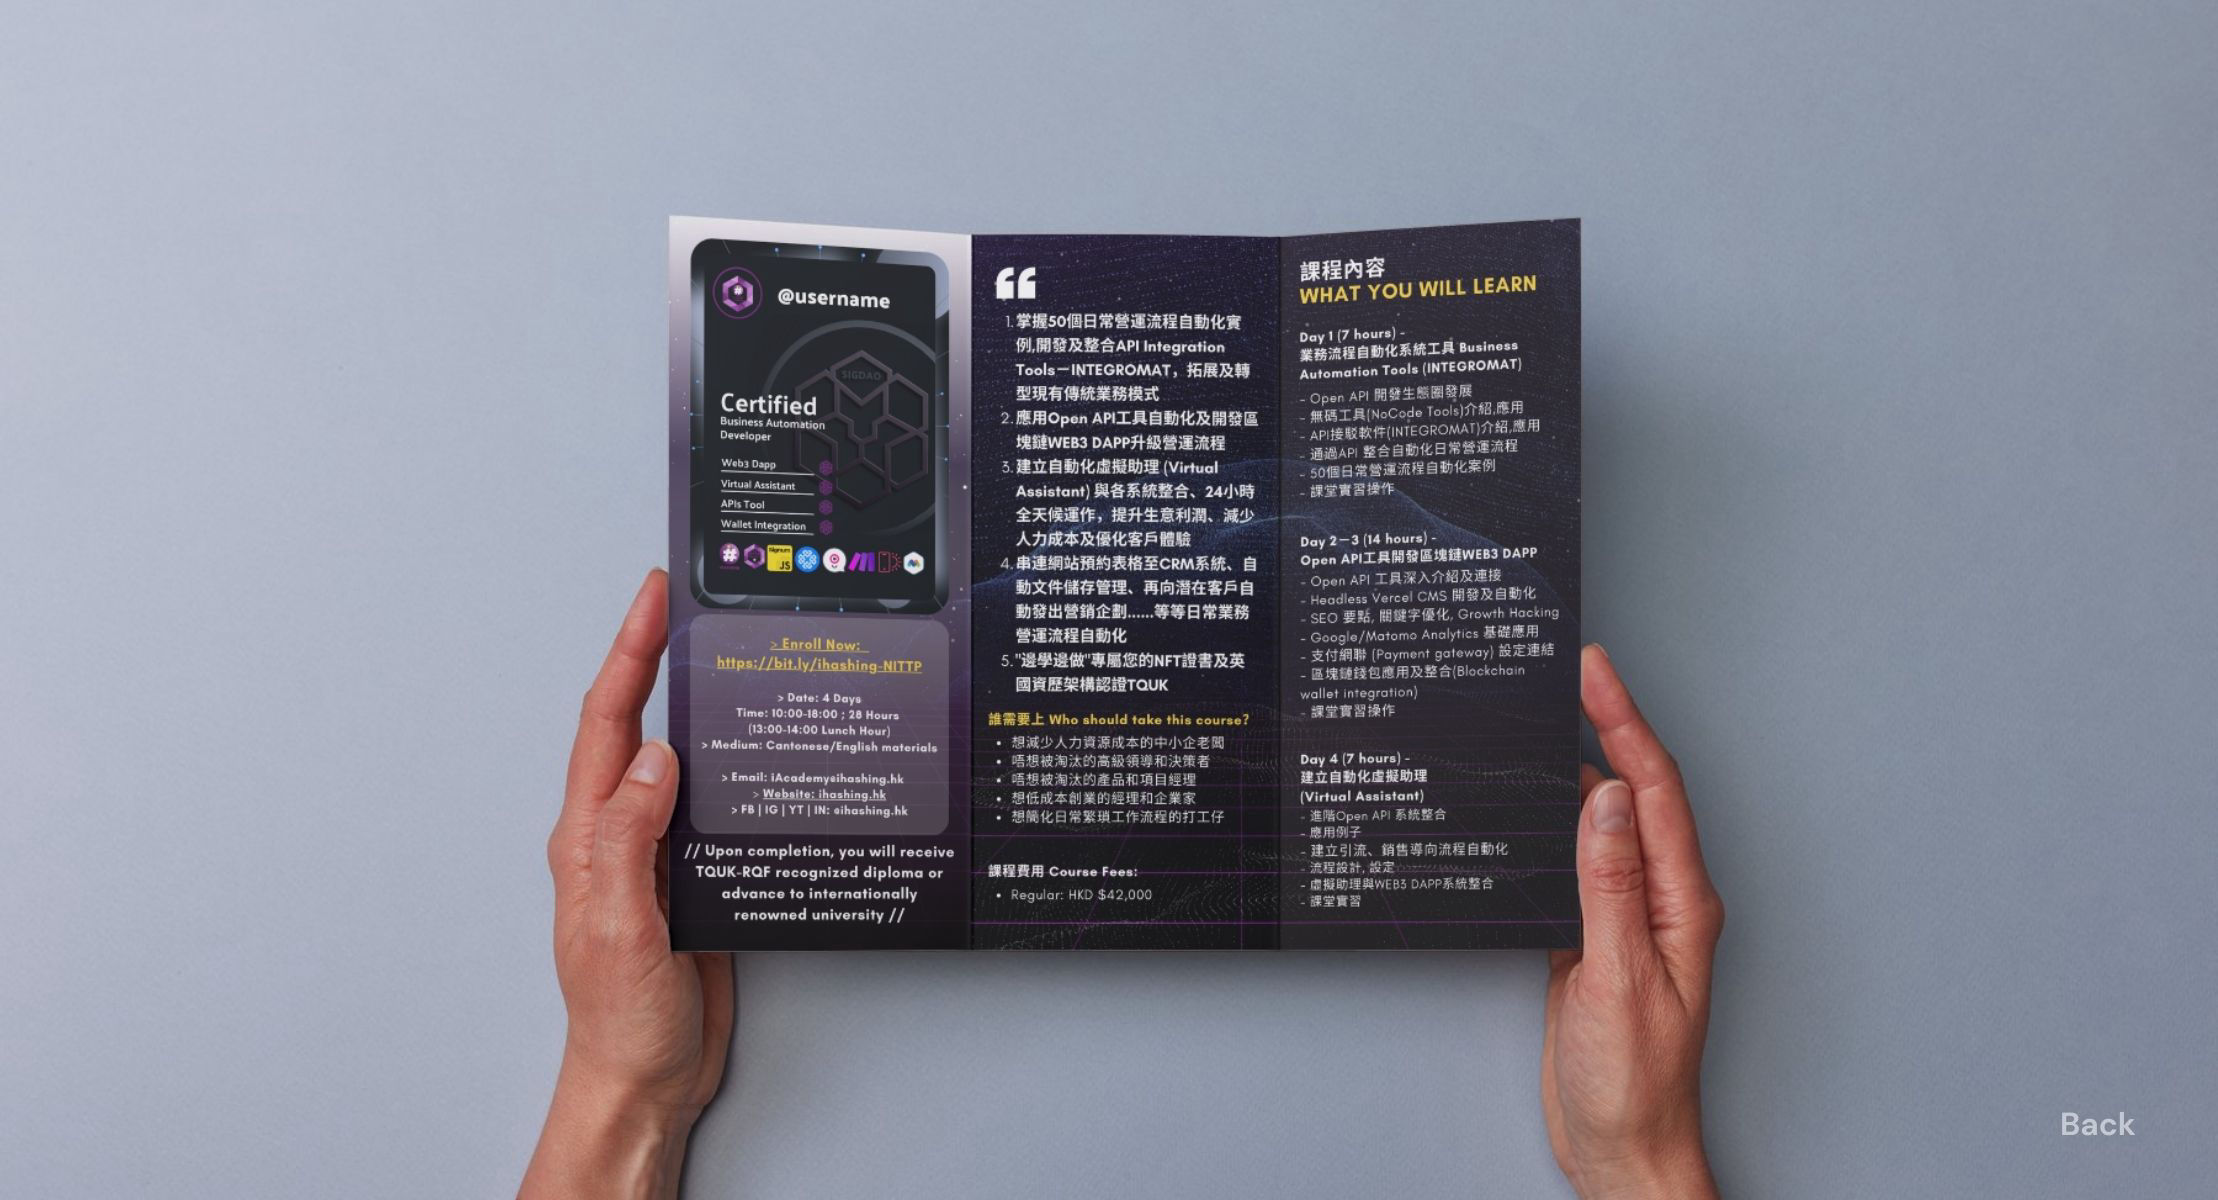 @username
SIGDAO
Certified
Business Automation
Developer
Web3 Dapp
Virtual Assistant
APIs Tool
Wallet Integration
#
Signum
JS
> Enroll Now:
https://bit.ly/ihashing-NITTP
> Date: 4 Days
Time: 10:00-18:00 ; 28 Hours
(13:00-14:00 Lunch Hour)
> Medium: Cantonese/English materials
> Email: iAcademy@ihashing.hk
> Website: ihashing.hk
> FB | IG | YT | IN: @ihashing.hk
// Upon completion, you will receive
TQUK-RQF recognized diploma or
advance to internationally
renowned university //
1. 掌握50個日常營運流程自動化實
例,開發及整合API Integration
Tools－INTEGROMAT，拓展及轉
型現有傳統業務模式
2. 應用Open API工具自動化及開發區
塊鏈WEB3 DAPP升級營運流程
3. 建立自動化虛擬助理 (Virtual
Assistant) 與各系統整合、24小時
全天候運作，提升生意利潤、減少
人力成本及優化客戶體驗
4. 串連網站預約表格至CRM系統、自
動文件儲存管理、再向潛在客戶自
動發出營銷企劃......等等日常業務
營運流程自動化
5. "邊學邊做"專屬您的NFT證書及英
國資歷架構認證TQUK
誰需要上 Who should take this course?
• 想減少人力資源成本的中小企老闆
• 唔想被淘汰的高級領導和決策者
• 唔想被淘汰的產品和項目經理
• 想低成本創業的經理和企業家
• 想簡化日常繁瑣工作流程的打工仔
課程費用 Course Fees:
• Regular: HKD $42,000
課程內容
WHAT YOU WILL LEARN
Day 1 (7 hours) -
業務流程自動化系統工具 Business
Automation Tools (INTEGROMAT)
- Open API 開發生態圈發展
- 無碼工具(NoCode Tools)介紹,應用
- API接駁軟件(INTEGROMAT)介紹,應用
- 通過API 整合自動化日常營運流程
- 50個日常營運流程自動化案例
- 課堂實習操作
Day 2－3 (14 hours) -
Open API工具開發區塊鏈WEB3 DAPP
- Open API 工具深入介紹及連接
- Headless Vercel CMS 開發及自動化
- SEO 要點, 關鍵字優化, Growth Hacking
- Google/Matomo Analytics 基礎應用
- 支付網聯 (Payment gateway) 設定連結
- 區塊鏈錢包應用及整合(Blockchain
wallet integration)
- 課堂實習操作
Day 4 (7 hours) -
建立自動化虛擬助理
(Virtual Assistant)
- 進階Open API 系統整合
- 應用例子
- 建立引流、銷售導向流程自動化
- 流程設計, 設定
- 虛擬助理與WEB3 DAPP系統整合
- 課堂實習
Back